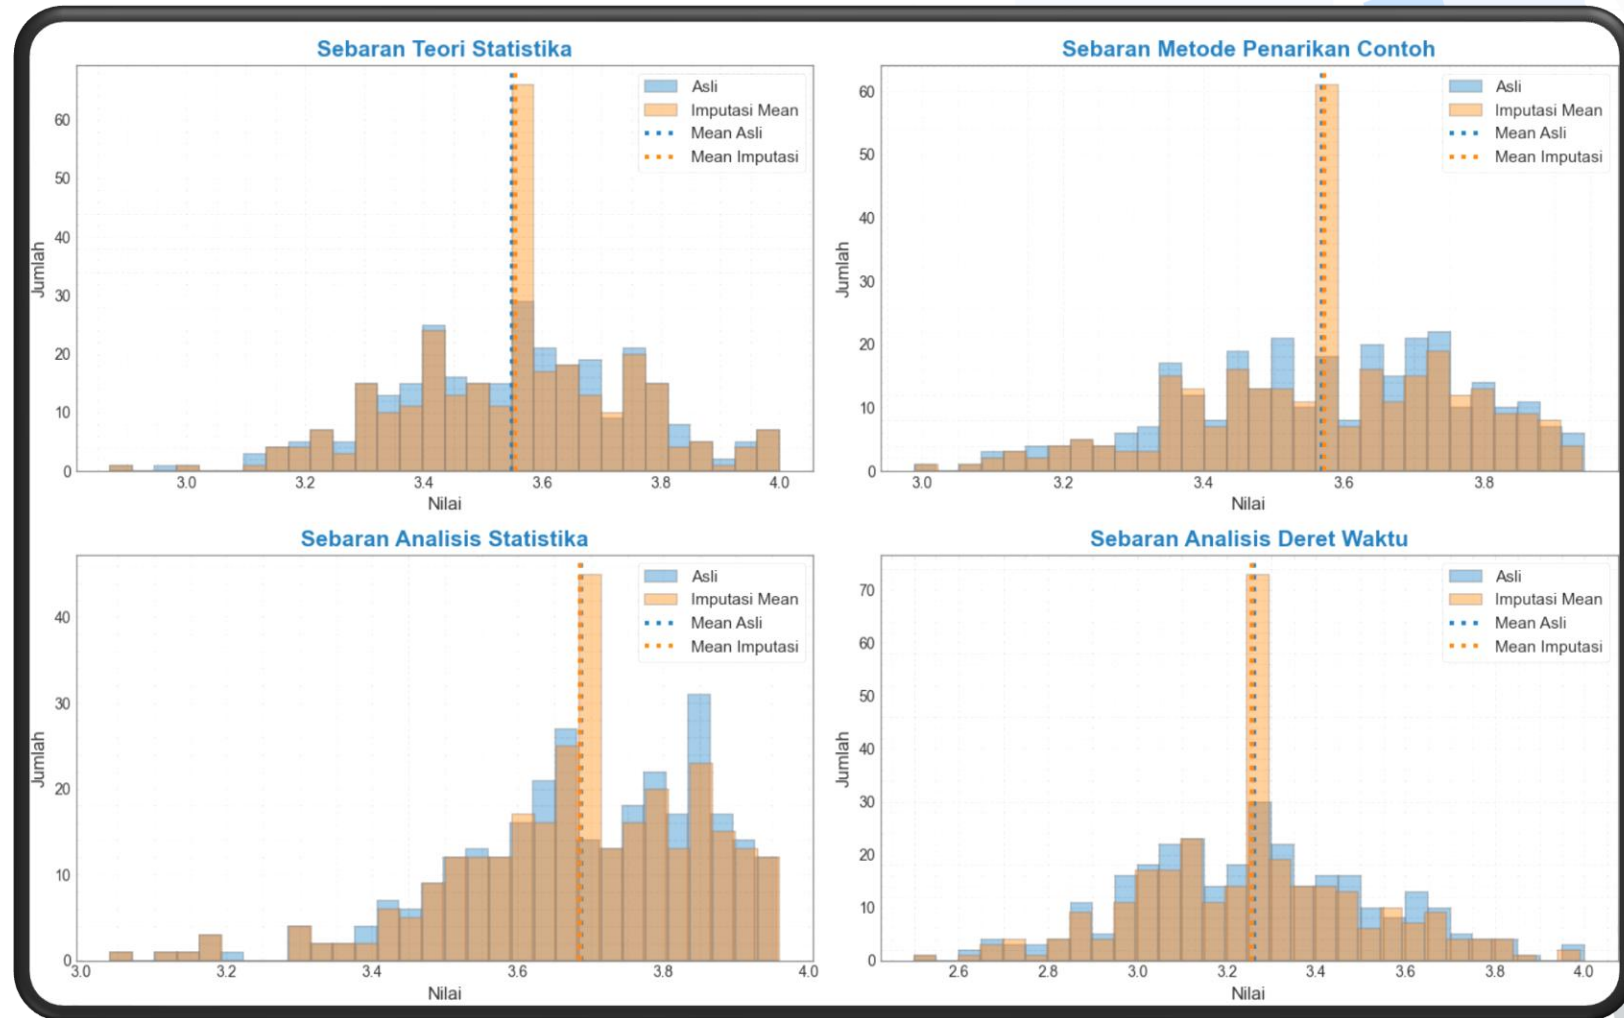 Sebaran Teori Statistika
Jumlah
60
50
40
30
20
10
0
Asli
Imputasi Mean
Mean Asli
Mean Imputasi
3.0 3.2 3.4 3.6 3.8 4.0
Nilai
Sebaran Metode Penarikan Contoh
Jumlah
60
50
40
30
20
10
0
Asli
Imputasi Mean
Mean Asli
Mean Imputasi
3.0 3.2 3.4 3.6 3.8
Nilai
Sebaran Analisis Statistika
Jumlah
40
30
20
10
0
Asli
Imputasi Mean
Mean Asli
Mean Imputasi
3.0 3.2 3.4 3.6 3.8 4.0
Nilai
Sebaran Analisis Deret Waktu
Jumlah
70
60
50
40
30
20
10
0
Asli
Imputasi Mean
Mean Asli
Mean Imputasi
2.6 2.8 3.0 3.2 3.4 3.6 3.8 4.0
Nilai